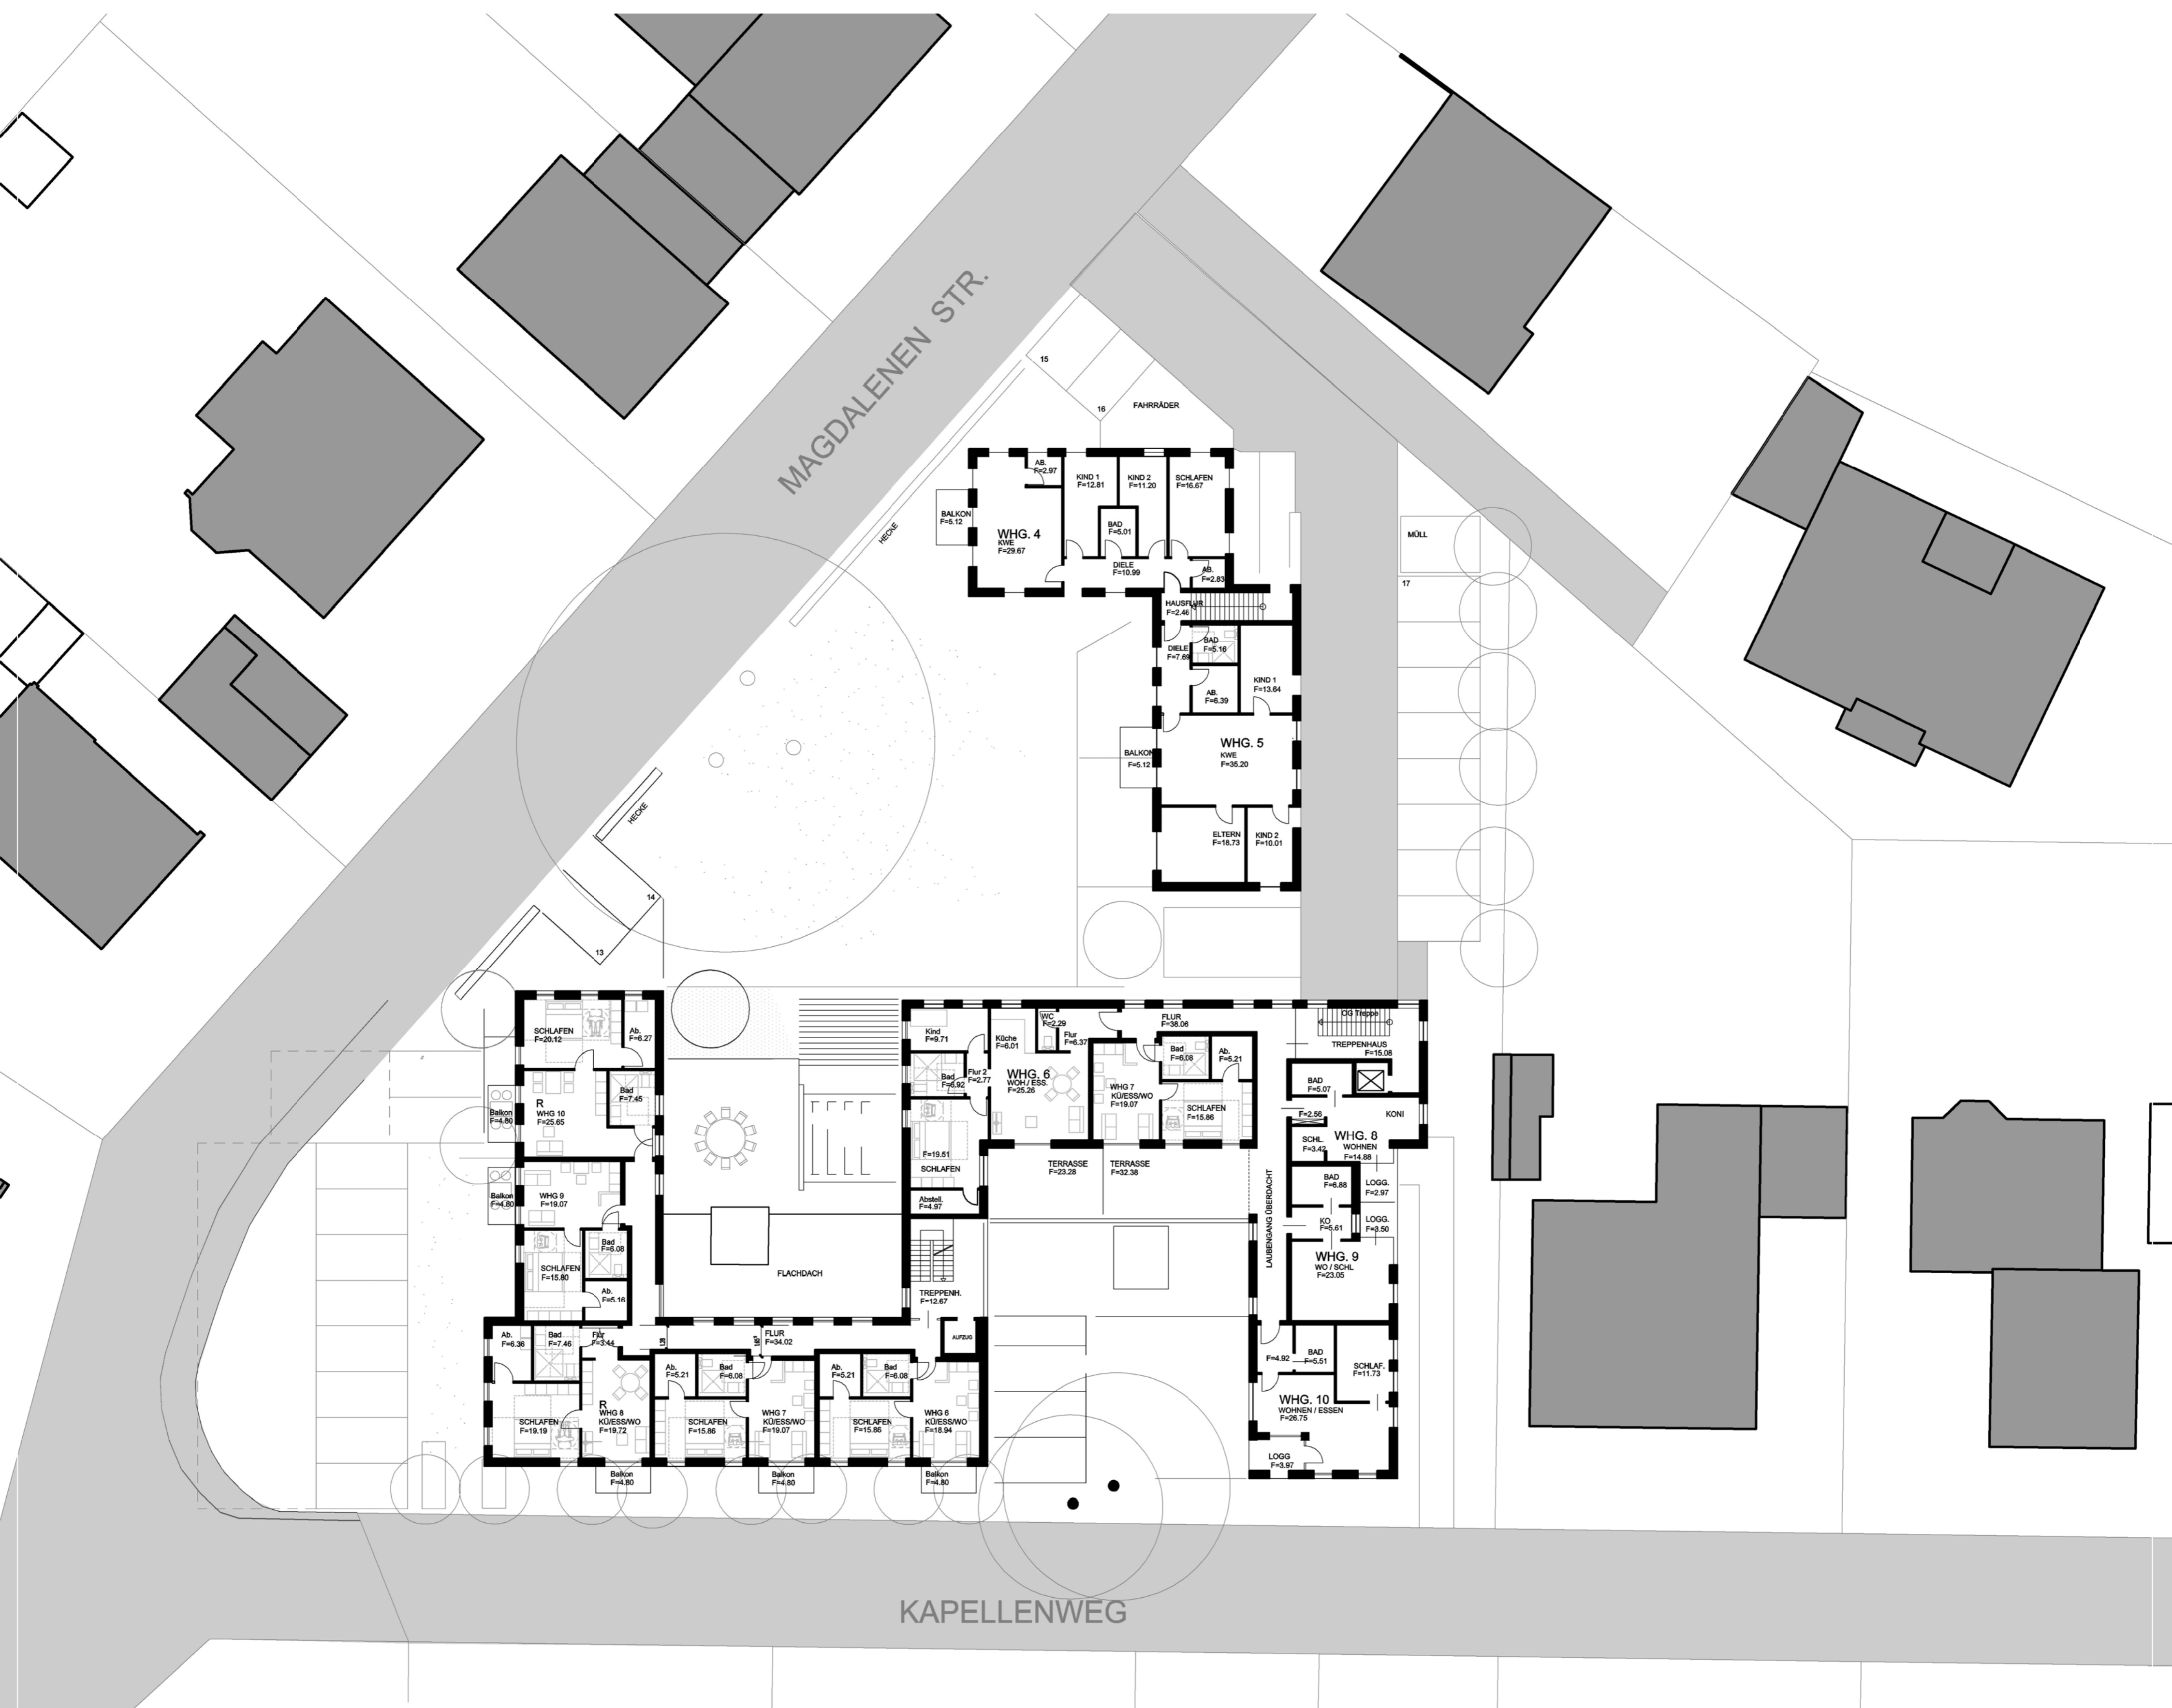 MAGDALENEN STR.
15
16
FAHRRÄDER
HECKE
AB.
F=2.97
KIND 1
F=12.81
KIND 2
F=11.20
SCHLAFEN
F=16.67
BALKON
F=5.12
WHG. 4
KWE
F=29.67
BAD
F=5.01
DIELE
F=10.99
AB.
F=2.83
MÜLL
17
HAUSFLUR
F=2.46
DIELE
F=7.69
BAD
F=5.16
AB.
F=6.39
KIND 1
F=13.64
WHG. 5
KWE
F=35.20
BALKON
F=5.12
ELTERN
F=18.73
KIND 2
F=10.01
HECKE
14
13
SCHLAFEN
F=20.12
Ab.
F=6.27
R
WHG 10
F=25.65
Bad
F=7.45
Balkon
F=4.80
Balkon
F=4.80
WHG 9
F=19.07
Bad
F=6.08
SCHLAFEN
F=15.80
Ab.
F=5.16
FLACHDACH
Kind
F=9.71
Küche
F=6.01
WC
F=2.29
Flur
F=6.37
FLUR
F=38.06
Bad
F=6.92
Flur 2
F=2.77
WHG. 6
WOH./ ESS.
F=25.26
WHG 7
KÜ/ESS/WO
F=19.07
Bad
F=6.08
Ab.
F=5.21
SCHLAFEN
F=15.86
F=19.51
SCHLAFEN
Abstell.
F=4.97
TERRASSE
F=23.28
TERRASSE
F=32.38
OG Treppe
TREPPENHAUS
F=15.08
BAD
F=5.07
KONI
F=2.56
SCHL.
F=3.42
WHG. 8
WOHNEN
F=14.88
BAD
F=6.88
LOGG.
F=2.97
LAUBENGANG ÜBERDACHT
KO
F=5.61
LOGG.
F=3.50
WHG. 9
WO / SCHL
F=23.05
TREPPENH.
F=12.67
AUFZUG
FLUR
F=34.02
Ab.
F=6.36
Bad
F=7.46
Flur
F=3.44
SCHLAFEN
F=19.19
R
WHG 8
KÜ/ESS/WO
F=19.72
Ab.
F=5.21
Bad
F=6.08
SCHLAFEN
F=15.86
WHG 7
KÜ/ESS/WO
F=19.07
Ab.
F=5.21
Bad
F=6.08
SCHLAFEN
F=15.86
WHG 6
KÜ/ESS/WO
F=18.94
Balkon
F=4.80
Balkon
F=4.80
Balkon
F=4.80
F=4.92
BAD
F=5.51
SCHLAF.
F=11.73
WHG. 10
WOHNEN / ESSEN
F=26.75
LOGG
F=3.97
KAPELLENWEG